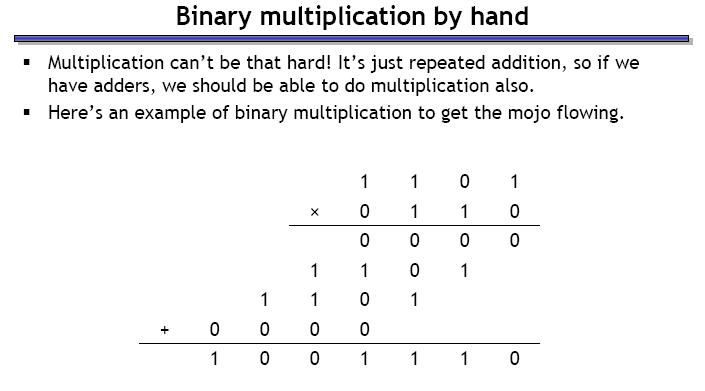 Binary multiplication by hand
▪ Multiplication can't be that hard! It's just repeated addition, so if we
have adders, we should be able to do multiplication also.
▪ Here's an example of binary multiplication to get the mojo flowing.
1 1 0 1
× 0 1 1 0
0 0 0 0
1 1 0 1
1 1 0 1
+ 0 0 0 0
1 0 0 1 1 1 0